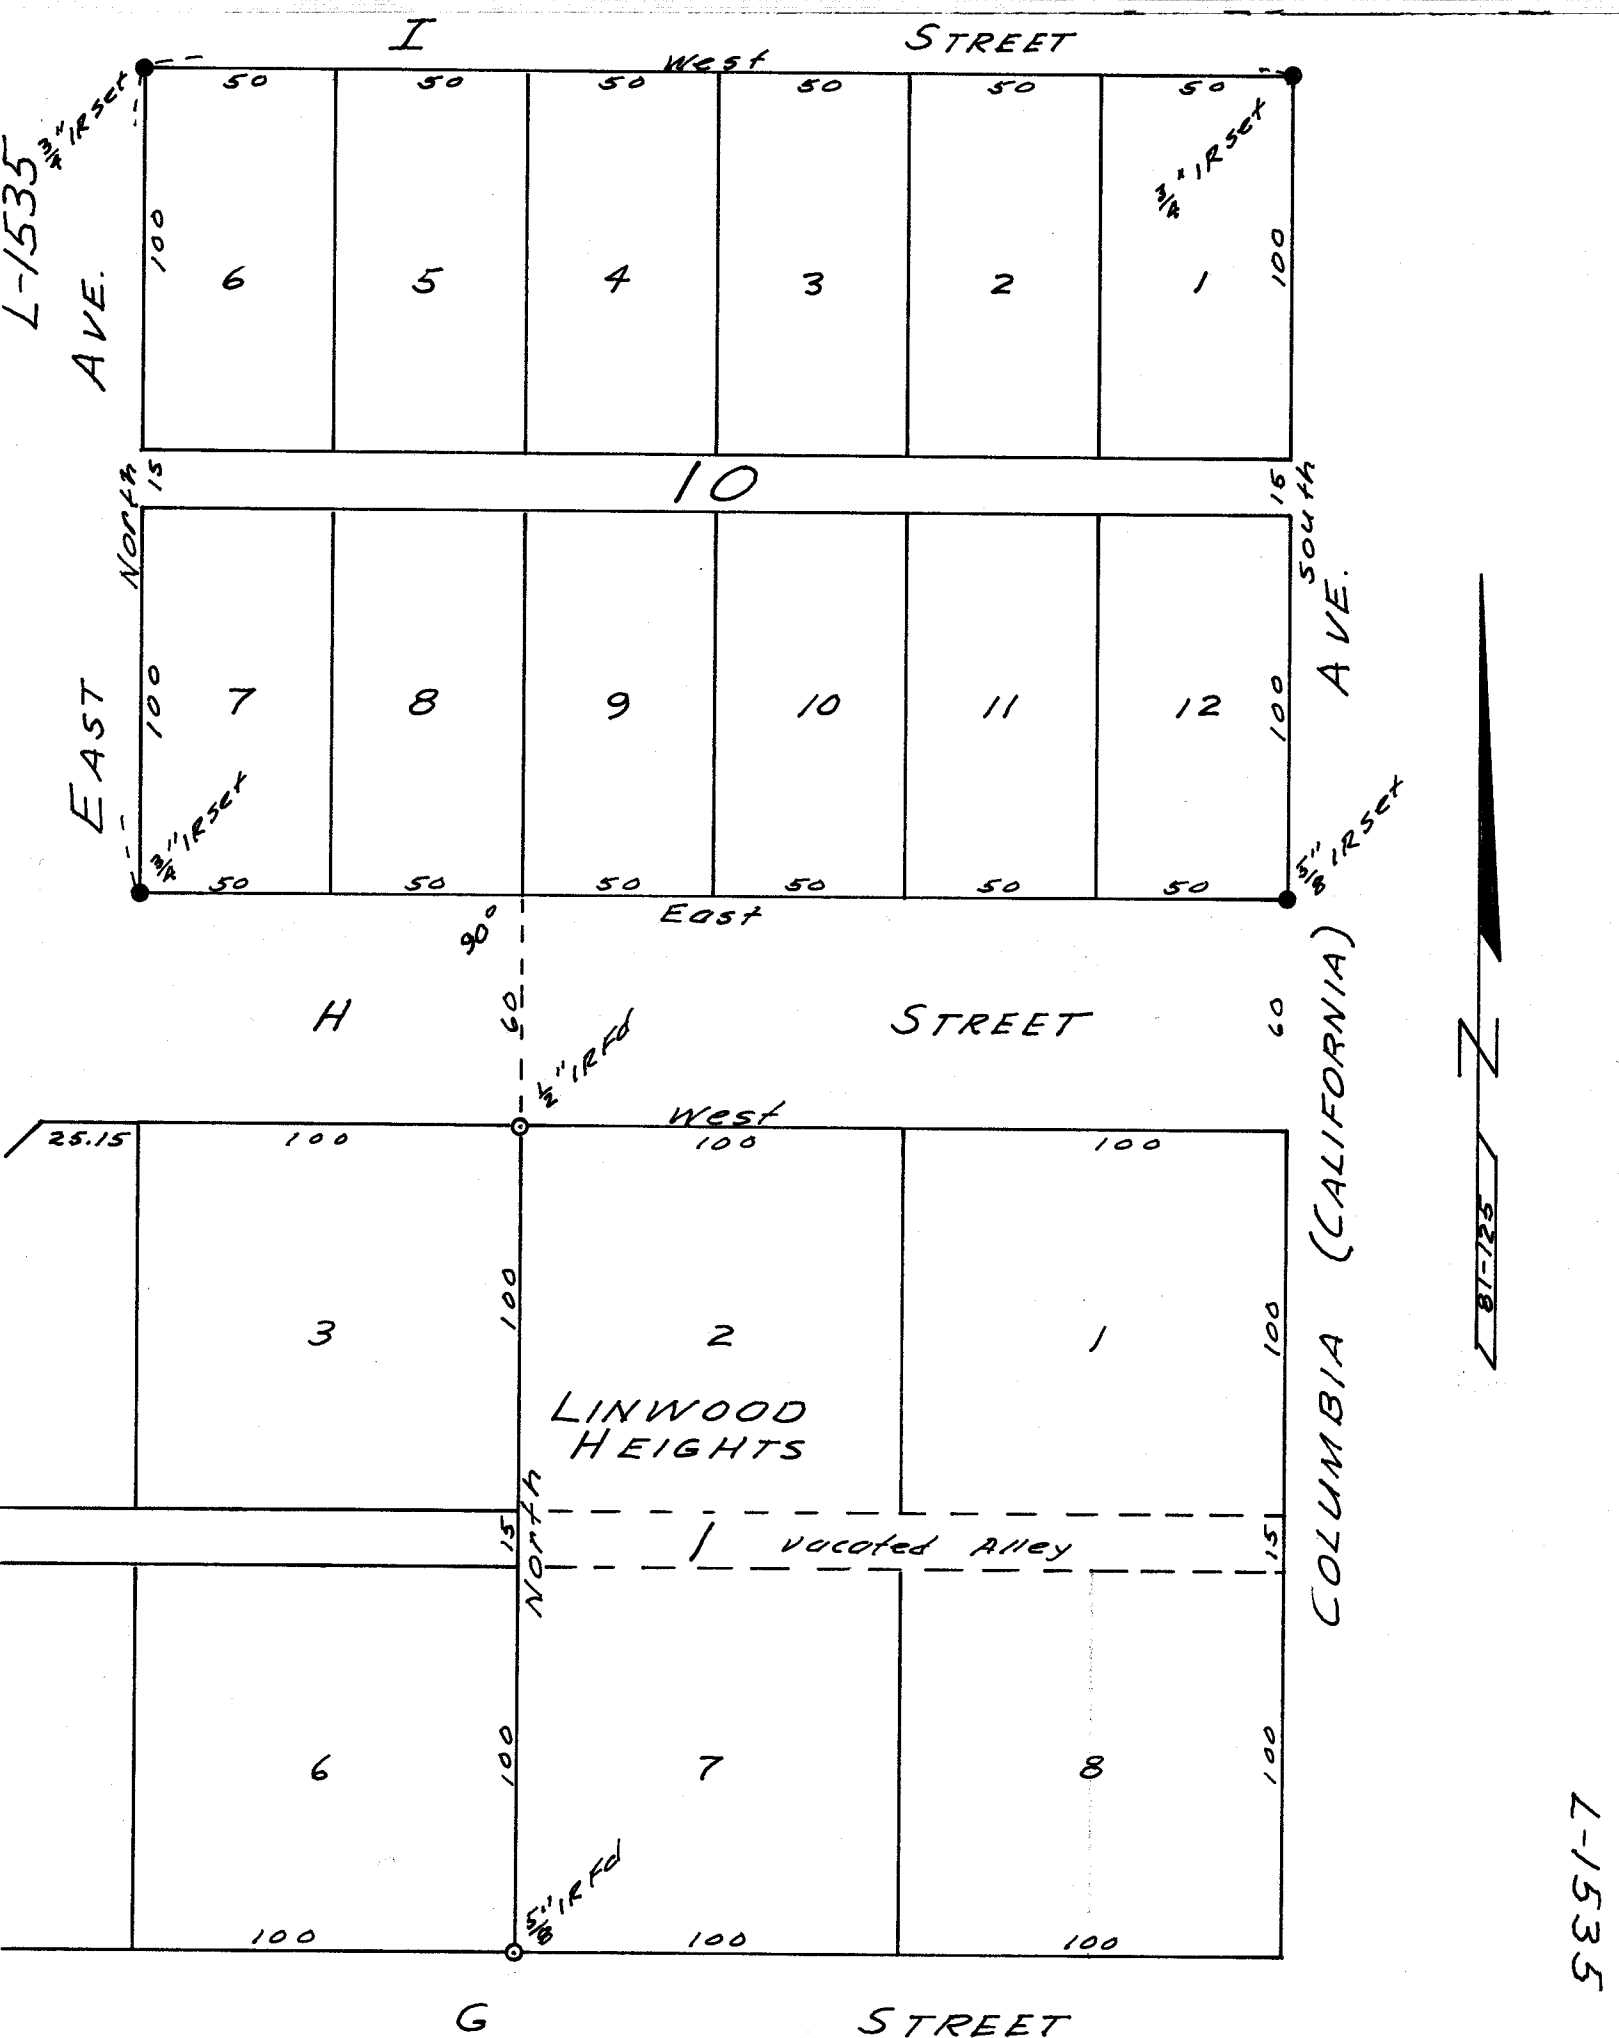 I STREET
West
50 50 50 50 50 50
3/4" IR set
3/4" IR set
L-1535
100
100
AVE.
6 5 4 3 2 1
North
15
10
15
South
AVE.
100
100
EAST
7 8 9 10 11 12
3/4" IR set
5/8" IR set
50 50 50 50 50 50
East
90°
H STREET
60
60
1/2" IR Fd
N
81-125
West
25.15 100 100 100
COLUMBIA (CALIFORNIA)
100
100
3 2 1
LINWOOD
HEIGHTS
North
15
1 vacated Alley
15
100
100
6 7 8
5/8" IR Fd
100 100 100
G STREET
L-1535